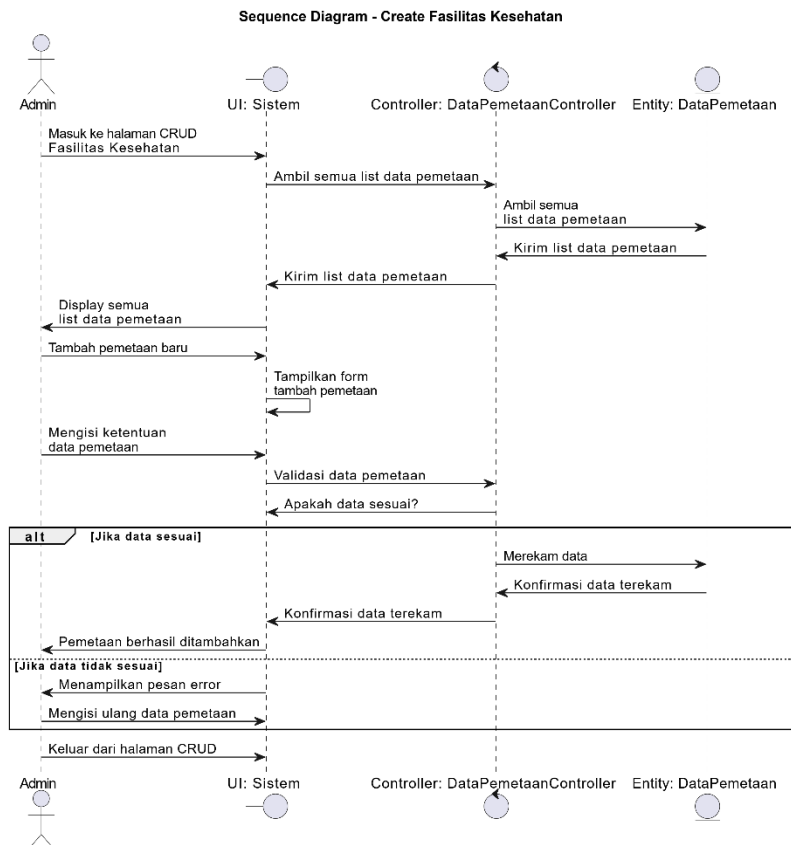 Sequence Diagram - Create Fasilitas Kesehatan
Admin
UI: Sistem
Controller: DataPemetaanController
Entity: DataPemetaan
Masuk ke halaman CRUD
Fasilitas Kesehatan
Ambil semua list data pemetaan
Ambil semua
list data pemetaan
Kirim list data pemetaan
Kirim list data pemetaan
Display semua
list data pemetaan
Tambah pemetaan baru
Tampilkan form
tambah pemetaan
Mengisi ketentuan
data pemetaan
Validasi data pemetaan
Apakah data sesuai?
alt
[Jika data sesuai]
Merekam data
Konfirmasi data terekam
Konfirmasi data terekam
Pemetaan berhasil ditambahkan
[Jika data tidak sesuai]
Menampilkan pesan error
Mengisi ulang data pemetaan
Keluar dari halaman CRUD
Admin
UI: Sistem
Controller: DataPemetaanController
Entity: DataPemetaan